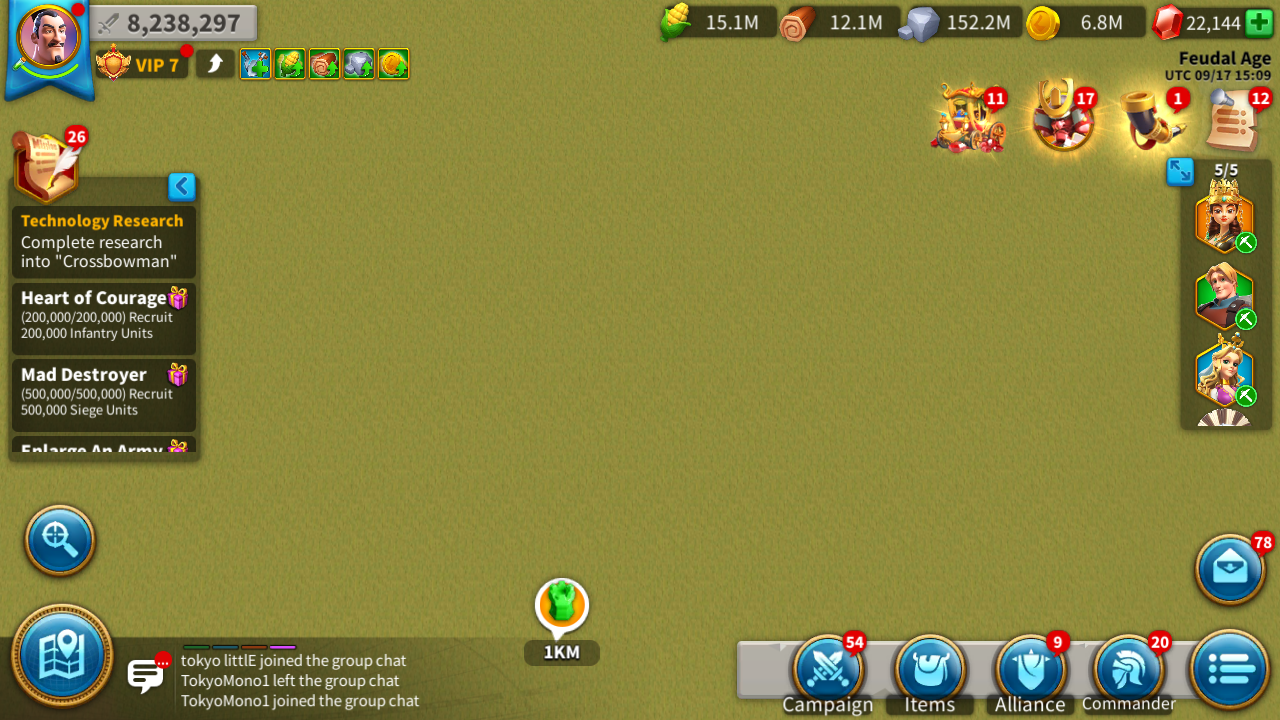 8,238,297
15.1M
12.1M
152.2M
6.8M
22,144
VIP 7
Feudal Age
UTC 09/17 15:09
11
17
1
12
26
5/5
Technology Research
Complete research
into "Crossbowman"
Heart of Courage
(200,000/200,000) Recruit
200,000 Infantry Units
Mad Destroyer
(500,000/500,000) Recruit
500,000 Siege Units
Enlarge An Army
78
1KM
tokyo littlE joined the group chat
TokyoMono1 left the group chat
TokyoMono1 joined the group chat
54
9
20
Campaign
Items
Alliance
Commander